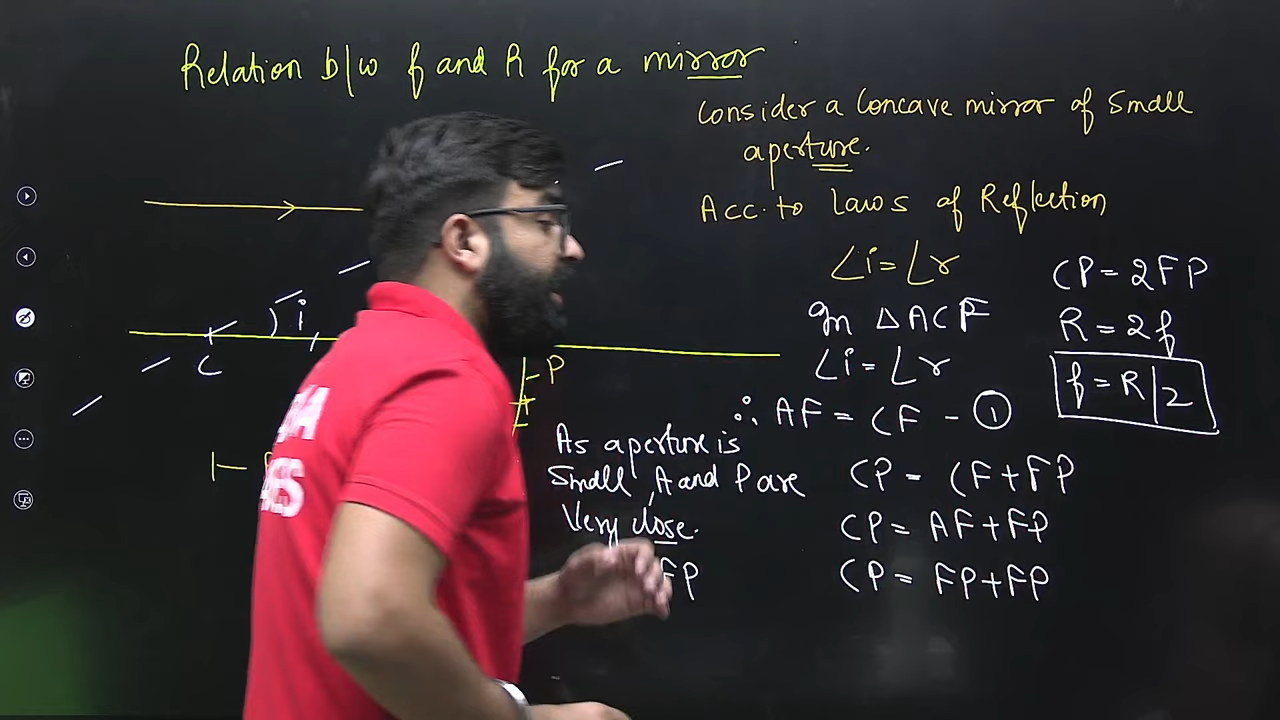 Relation b/w f and R for a mirror
Consider a Concave mirror of Small
aperture.
Acc. to laws of Reflection
∠i = ∠r
CP = 2FP
In △ACF
R = 2f
∠i = ∠r
f = R/2
∴ AF = CF - ①
i
C
P
As aperture is
Small, A and P are
Very close.
FP
CP = CF + FP
CP = AF + FP
CP = FP + FP